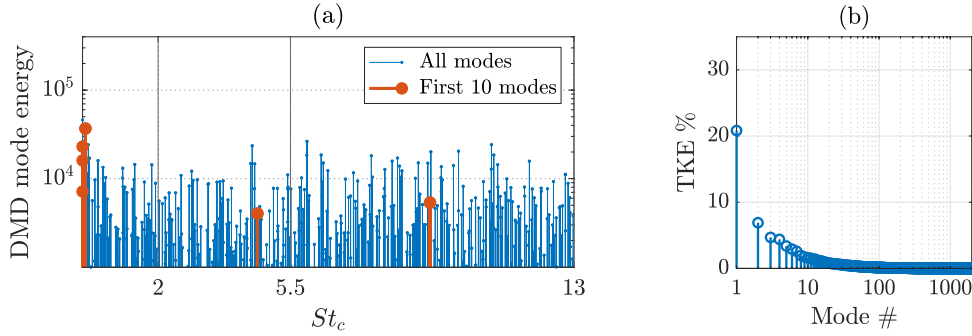 (a)
DMD mode energy
10^5
10^4
All modes
First 10 modes
2
5.5
13
St_c
(b)
TKE %
30
20
10
0
1
10
100
1000
Mode #